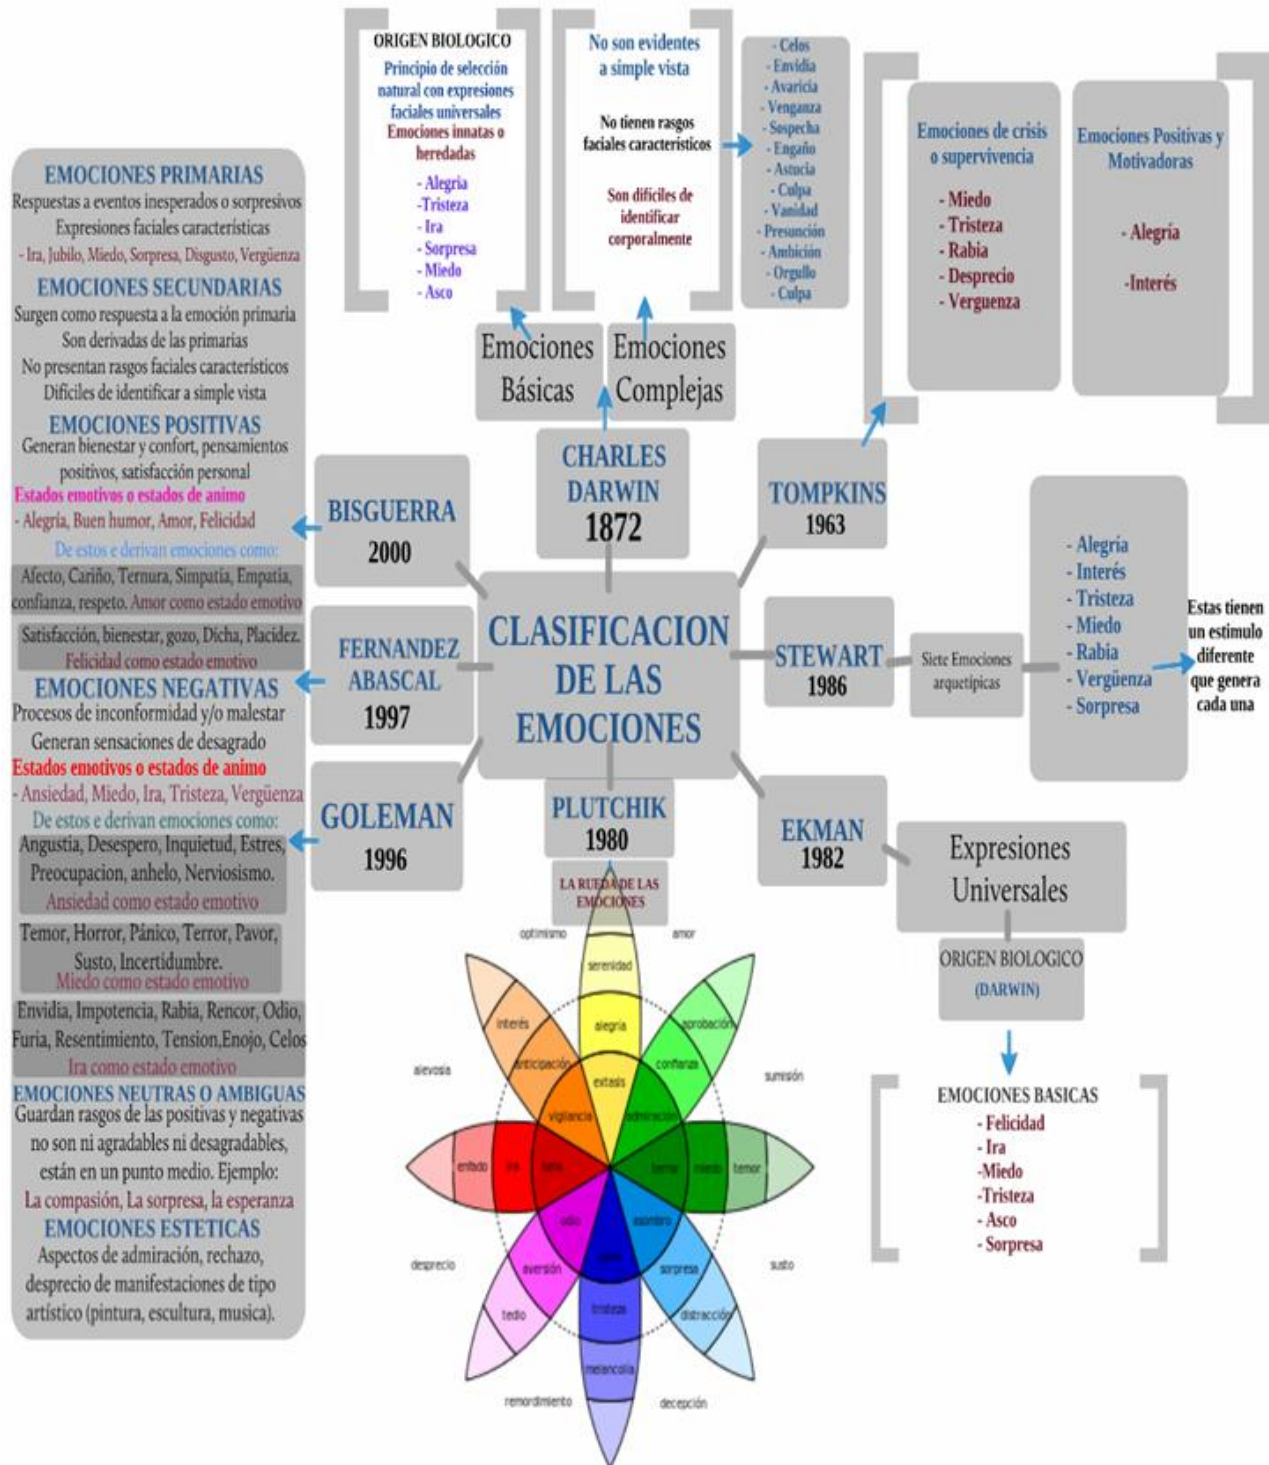 CLASIFICACION
DE LAS
EMOCIONES
CHARLES
DARWIN
1872
Emociones
Básicas
ORIGEN BIOLOGICO
Principio de selección
natural con expresiones
faciales universales
Emociones innatas o
heredadas
- Alegria
-Tristeza
- Ira
- Sorpresa
- Miedo
- Asco
Emociones
Complejas
No son evidentes
a simple vista
No tienen rasgos
faciales caracteristicos
Son dificiles de
identificar
corporalmente
- Celos
- Envidia
- Avaricia
- Venganza
- Sospecha
- Engaño
- Astucia
- Culpa
- Vanidad
- Presunción
- Ambición
- Orgullo
- Culpa
TOMPKINS
1963
Emociones de crisis
o supervivencia
- Miedo
- Tristeza
- Rabia
- Desprecio
- Verguenza
Emociones Positivas y
Motivadoras
- Alegría
-Interés
STEWART
1986
Siete Emociones
arquetípicas
- Alegría
- Interés
- Tristeza
- Miedo
- Rabia
- Vergüenza
- Sorpresa
Estas tienen
un estimulo
diferente
que genera
cada una
EKMAN
1982
Expresiones
Universales
ORIGEN BIOLOGICO
(DARWIN)
EMOCIONES BASICAS
- Felicidad
- Ira
-Miedo
-Tristeza
- Asco
- Sorpresa
PLUTCHIK
1980
LA RUEDA DE LAS
EMOCIONES
optimismo
amor
serenidad
interés
alegría
aprobación
anticipación
confianza
extasis
alevosia
sumisión
vigilancia
admiración
enfado
ira
terror
miedo
temor
odio
asombro
desprecio
aversión
sorpresa
susto
tedio
tristeza
distracción
melancolia
remordimiento
decepción
BISGUERRA
2000
FERNANDEZ
ABASCAL
1997
GOLEMAN
1996
EMOCIONES PRIMARIAS
Respuestas a eventos inesperados o sorpresivos
Expresiones faciales características
- Ira, Jubilo, Miedo, Sorpresa, Disgusto, Vergüenza
EMOCIONES SECUNDARIAS
Surgen como respuesta a la emoción primaria
Son derivadas de las primarias
No presentan rasgos faciales característicos
Difíciles de identificar a simple vista
EMOCIONES POSITIVAS
Generan bienestar y confort, pensamientos
positivos, satisfacción personal
Estados emotivos o estados de animo
- Alegría, Buen humor, Amor, Felicidad
De estos e derivan emociones como:
Afecto, Cariño, Ternura, Simpatia, Empatia,
confianza, respeto. Amor como estado emotivo
Satisfacción, bienestar, gozo, Dicha, Placidez.
Felicidad como estado emotivo
EMOCIONES NEGATIVAS
Procesos de inconformidad y/o malestar
Generan sensaciones de desagrado
Estados emotivos o estados de animo
- Ansiedad, Miedo, Ira, Tristeza, Vergüenza
De estos e derivan emociones como:
Angustia, Desespero, Inquietud, Estres,
Preocupacion, anhelo, Nerviosismo.
Ansiedad como estado emotivo
Temor, Horror, Pánico, Terror, Pavor,
Susto, Incertidumbre.
Miedo como estado emotivo
Envidia, Impotencia, Rabia, Rencor, Odio,
Furia, Resentimiento, Tension,Enojo, Celos
Ira como estado emotivo
EMOCIONES NEUTRAS O AMBIGUAS
Guardan rasgos de las positivas y negativas
no son ni agradables ni desagradables,
están en un punto medio. Ejemplo:
La compasión, La sorpresa, la esperanza
EMOCIONES ESTETICAS
Aspectos de admiración, rechazo,
desprecio de manifestaciones de tipo
artístico (pintura, escultura, musica).